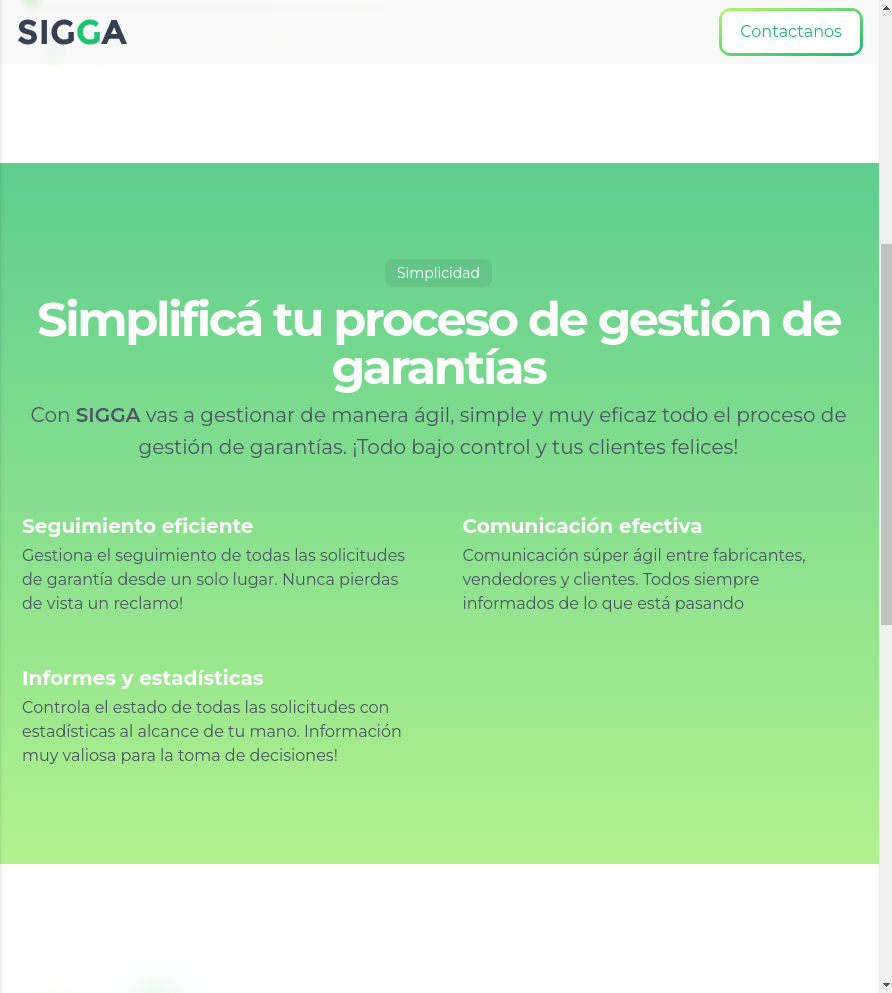 SIGGA
Contactanos
Simplicidad
Simplificá tu proceso de gestión de
garantías
Con SIGGA vas a gestionar de manera ágil, simple y muy eficaz todo el proceso de
gestión de garantías. ¡Todo bajo control y tus clientes felices!
Seguimiento eficiente
Gestiona el seguimiento de todas las solicitudes
de garantía desde un solo lugar. Nunca pierdas
de vista un reclamo!
Comunicación efectiva
Comunicación súper ágil entre fabricantes,
vendedores y clientes. Todos siempre
informados de lo que está pasando
Informes y estadísticas
Controla el estado de todas las solicitudes con
estadísticas al alcance de tu mano. Información
muy valiosa para la toma de decisiones!